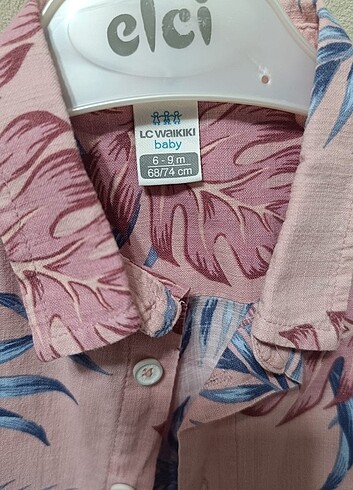 elci
LC WAIKIKI
baby
6 - 9 m
68/74 cm